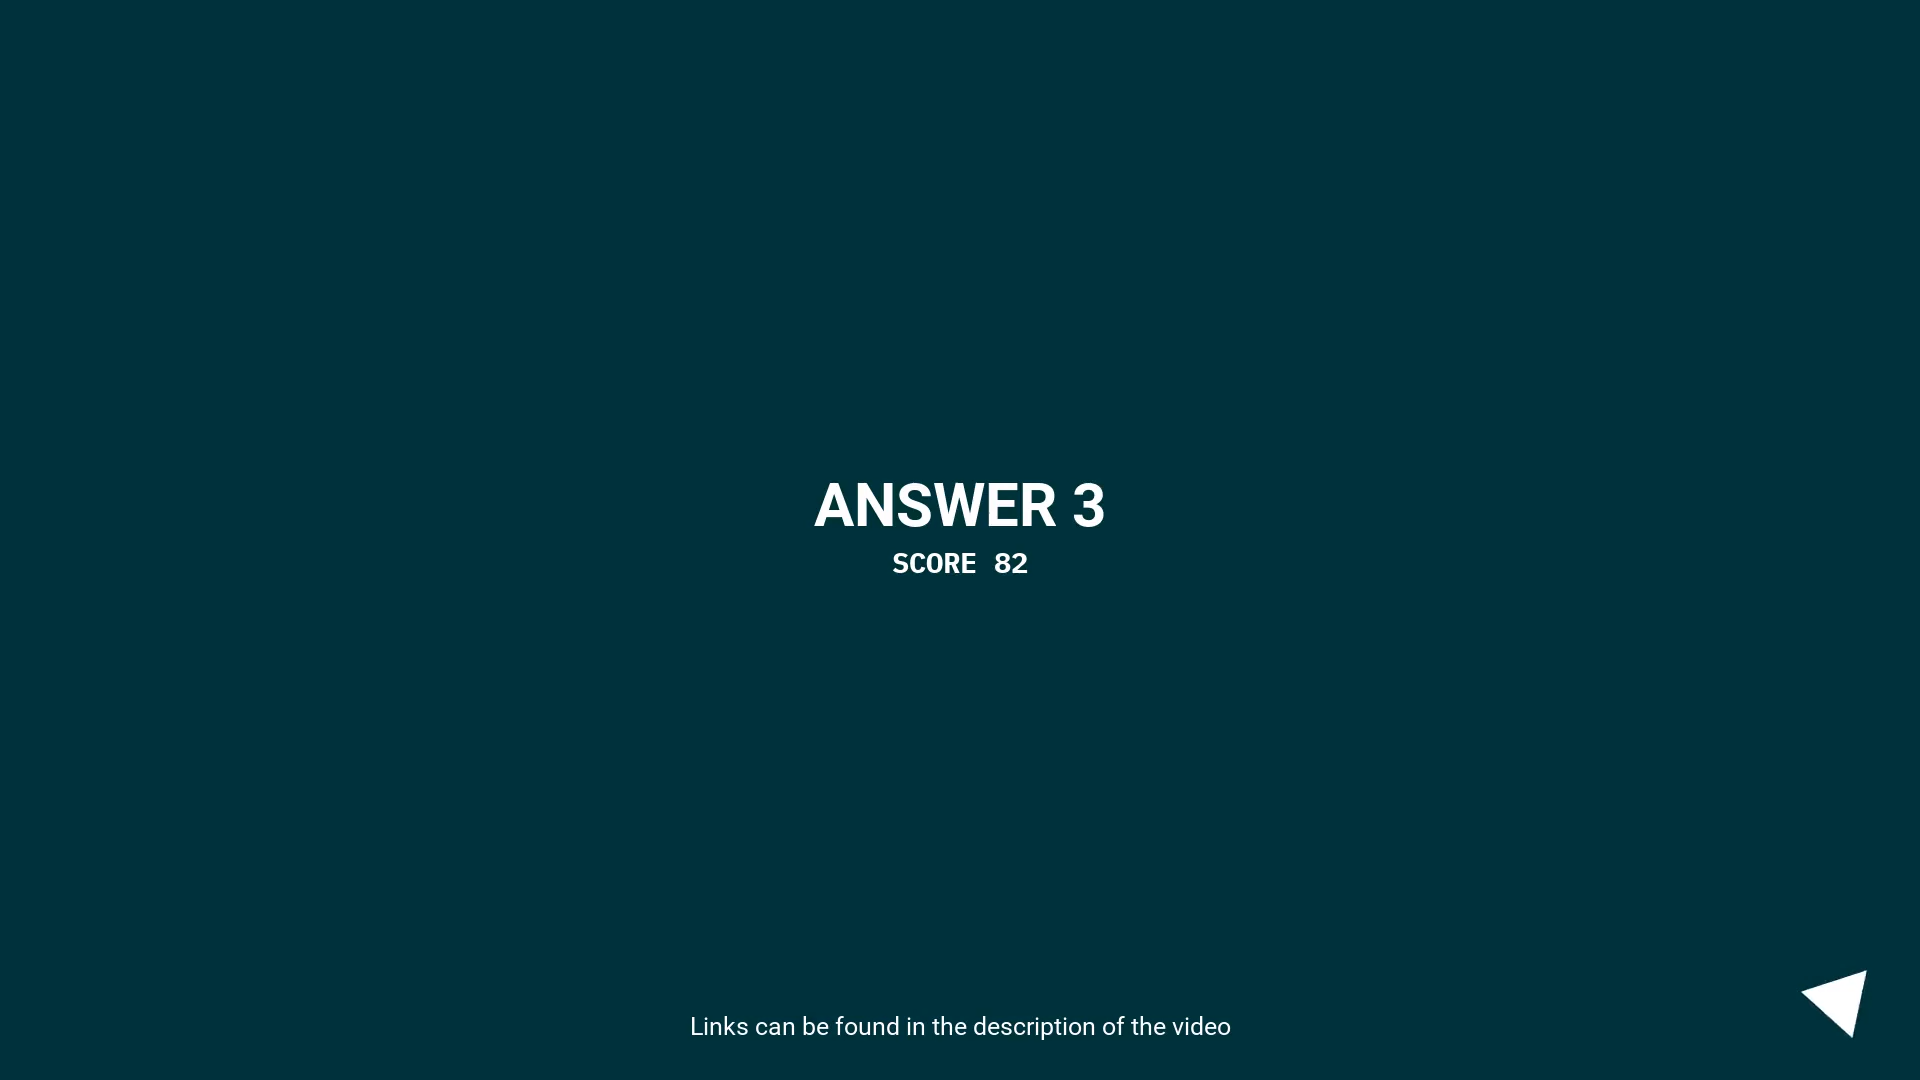 ANSWER 3
SCORE 82
Links can be found in the description of the video